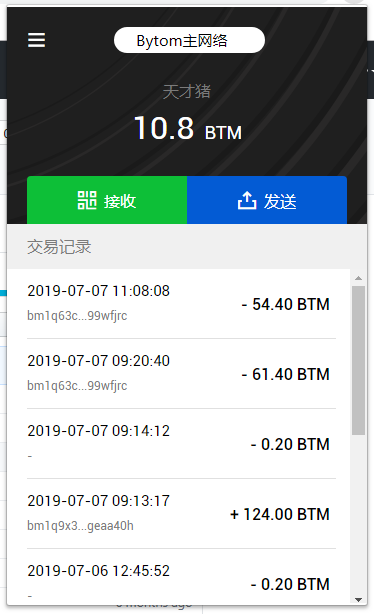 Bytom主网络
天才猪
10.8 BTM
接收
发送
交易记录
2019-07-07 11:08:08
- 54.40 BTM
bm1q63c...99wfjrc
2019-07-07 09:20:40
- 61.40 BTM
bm1q63c...99wfjrc
2019-07-07 09:14:12
- 0.20 BTM
-
2019-07-07 09:13:17
+ 124.00 BTM
bm1q9x3...geaa40h
2019-07-06 12:45:52
- 0.20 BTM
-
months ago